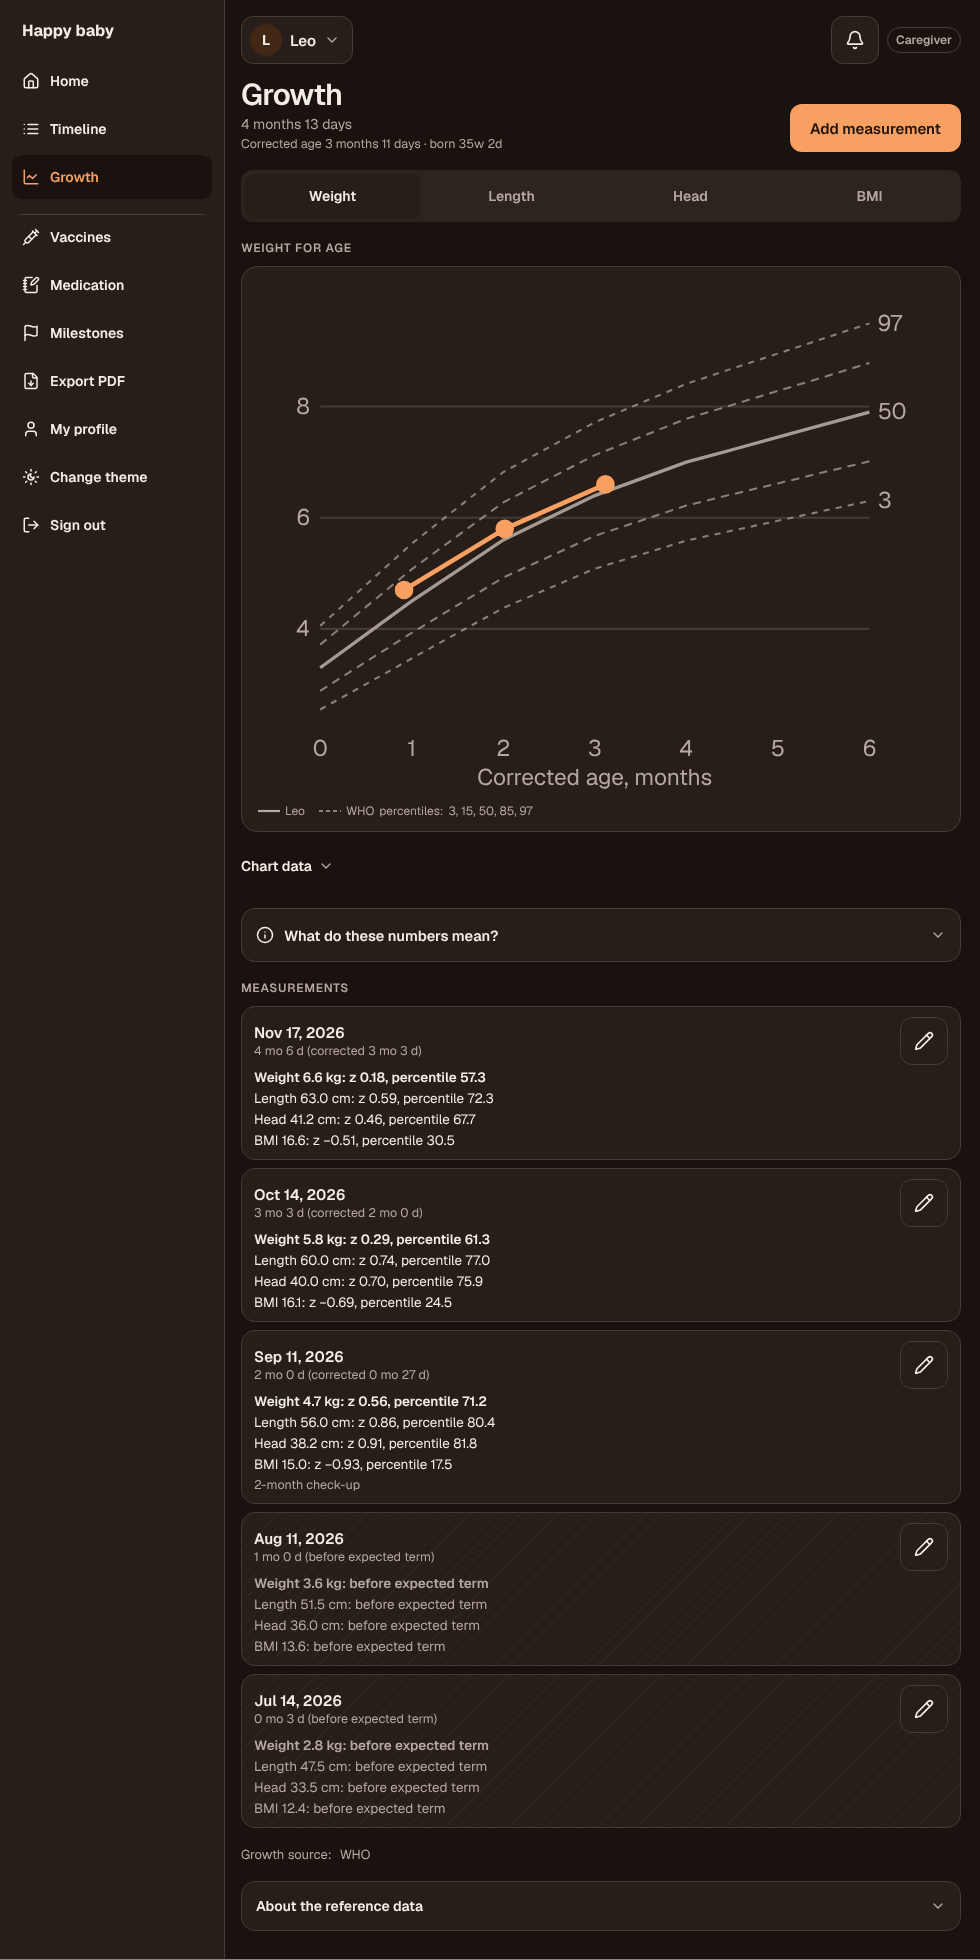 Happy baby
Home
Timeline
Growth
Vaccines
Medication
Milestones
Export PDF
My profile
Change theme
Sign out
L Leo
Caregiver
Growth
4 months 13 days
Corrected age 3 months 11 days · born 35w 2d
Add measurement
Weight Length Head BMI
WEIGHT FOR AGE
97
8
50
6
3
4
0 1 2 3 4 5 6
Corrected age, months
Leo WHO percentiles: 3, 15, 50, 85, 97
Chart data
What do these numbers mean?
MEASUREMENTS
Nov 17, 2026
4 mo 6 d (corrected 3 mo 3 d)
Weight 6.6 kg: z 0.18, percentile 57.3
Length 63.0 cm: z 0.59, percentile 72.3
Head 41.2 cm: z 0.46, percentile 67.7
BMI 16.6: z −0.51, percentile 30.5
Oct 14, 2026
3 mo 3 d (corrected 2 mo 0 d)
Weight 5.8 kg: z 0.29, percentile 61.3
Length 60.0 cm: z 0.74, percentile 77.0
Head 40.0 cm: z 0.70, percentile 75.9
BMI 16.1: z −0.69, percentile 24.5
Sep 11, 2026
2 mo 0 d (corrected 0 mo 27 d)
Weight 4.7 kg: z 0.56, percentile 71.2
Length 56.0 cm: z 0.86, percentile 80.4
Head 38.2 cm: z 0.91, percentile 81.8
BMI 15.0: z −0.93, percentile 17.5
2-month check-up
Aug 11, 2026
1 mo 0 d (before expected term)
Weight 3.6 kg: before expected term
Length 51.5 cm: before expected term
Head 36.0 cm: before expected term
BMI 13.6: before expected term
Jul 14, 2026
0 mo 3 d (before expected term)
Weight 2.8 kg: before expected term
Length 47.5 cm: before expected term
Head 33.5 cm: before expected term
BMI 12.4: before expected term
Growth source: WHO
About the reference data